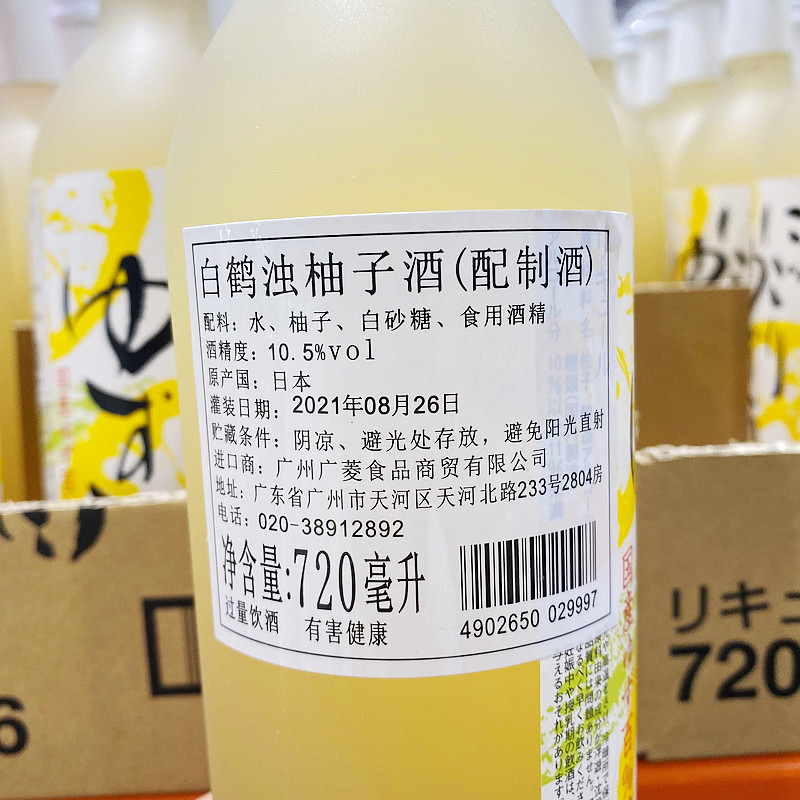 白鹤浊柚子酒(配制酒)
配料: 水、柚子、白砂糖、食用酒精
酒精度: 10.5%vol
原产国: 日本
灌装日期: 2021年08月26日
贮藏条件: 阴凉、避光处存放, 避免阳光直射
进口商: 广州广菱食品商贸有限公司
地址: 广东省广州市天河区天河北路233号2804房
电话: 020-38912892
净含量:720毫升
过量饮酒 有害健康
4902650 029997
ゆず
リキュ
720
6